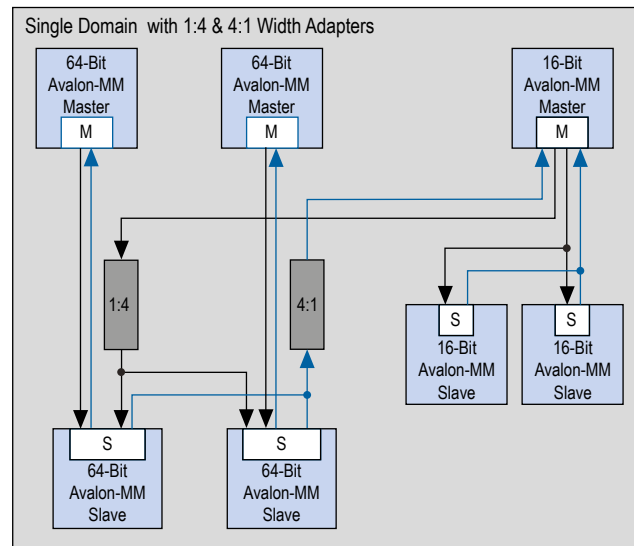 Single Domain with 1:4 & 4:1 Width Adapters
64-Bit
Avalon-MM
Master
M
64-Bit
Avalon-MM
Master
M
16-Bit
Avalon-MM
Master
M
1:4
4:1
S
16-Bit
Avalon-MM
Slave
S
16-Bit
Avalon-MM
Slave
S
64-Bit
Avalon-MM
Slave
S
64-Bit
Avalon-MM
Slave